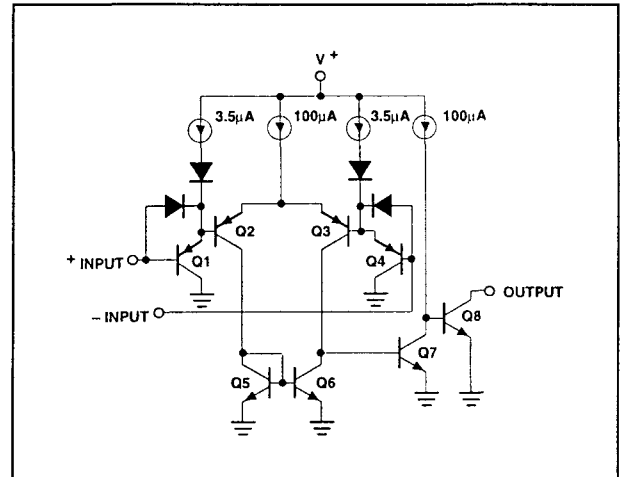 V +
3.5µA 100µA 3.5µA 100µA
Q2 Q3
+ INPUT Q1 Q4
OUTPUT
– INPUT Q8
Q7
Q5 Q6